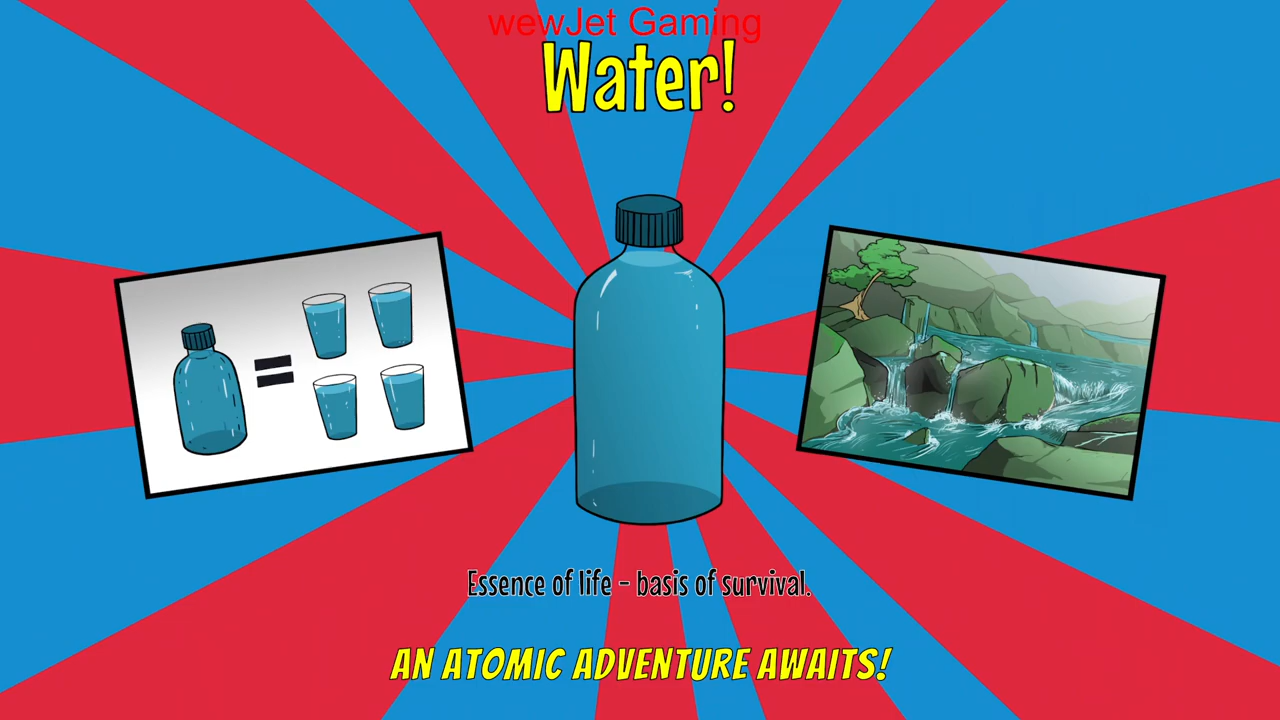 wewJet Gaming
Water!
Essence of life - basis of survival.
AN ATOMIC ADVENTURE AWAITS!